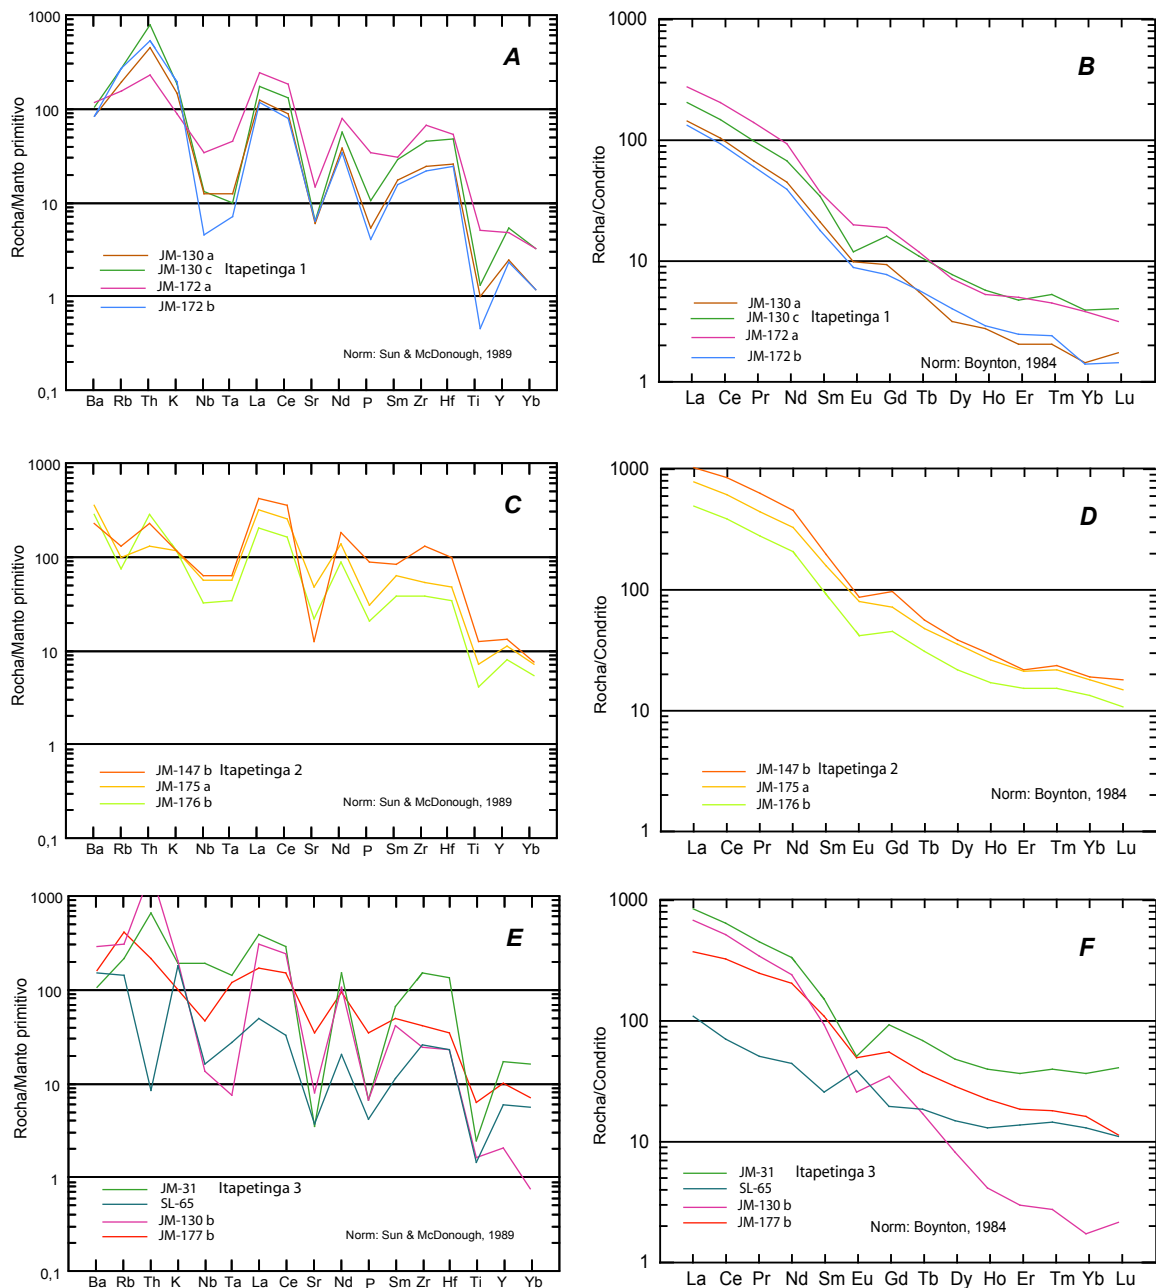 A
1000
100
10
1
0,1
Rocha/Manto primitivo
JM-130 a
JM-130 c Itapetinga 1
JM-172 a
JM-172 b
Norm: Sun & McDonough, 1989
Ba Rb Th K Nb Ta La Ce Sr Nd P Sm Zr Hf Ti Y Yb
B
1000
100
10
1
Rocha/Condrito
JM-130 a
JM-130 c Itapetinga 1
JM-172 a
JM-172 b
Norm: Boynton, 1984
La Ce Pr Nd Sm Eu Gd Tb Dy Ho Er Tm Yb Lu
C
1000
100
10
1
0,1
Rocha/Manto primitivo
JM-147 b Itapetinga 2
JM-175 a
JM-176 b
Norm: Sun & McDonough, 1989
Ba Rb Th K Nb Ta La Ce Sr Nd P Sm Zr Hf Ti Y Yb
D
1000
100
10
1
Rocha/Condrito
JM-147 b Itapetinga 2
JM-175 a
JM-176 b
Norm: Boynton, 1984
La Ce Pr Nd Sm Eu Gd Tb Dy Ho Er Tm Yb Lu
E
1000
100
10
1
0,1
Rocha/Manto primitivo
JM-31 Itapetinga 3
SL-65
JM-130 b
JM-177 b
Norm: Sun & McDonough, 1989
Ba Rb Th K Nb Ta La Ce Sr Nd P Sm Zr Hf Ti Y Yb
F
1000
100
10
1
Rocha/Condrito
JM-31 Itapetinga 3
SL-65
JM-130 b
JM-177 b
Norm: Boynton, 1984
La Ce Pr Nd Sm Eu Gd Tb Dy Ho Er Tm Yb Lu